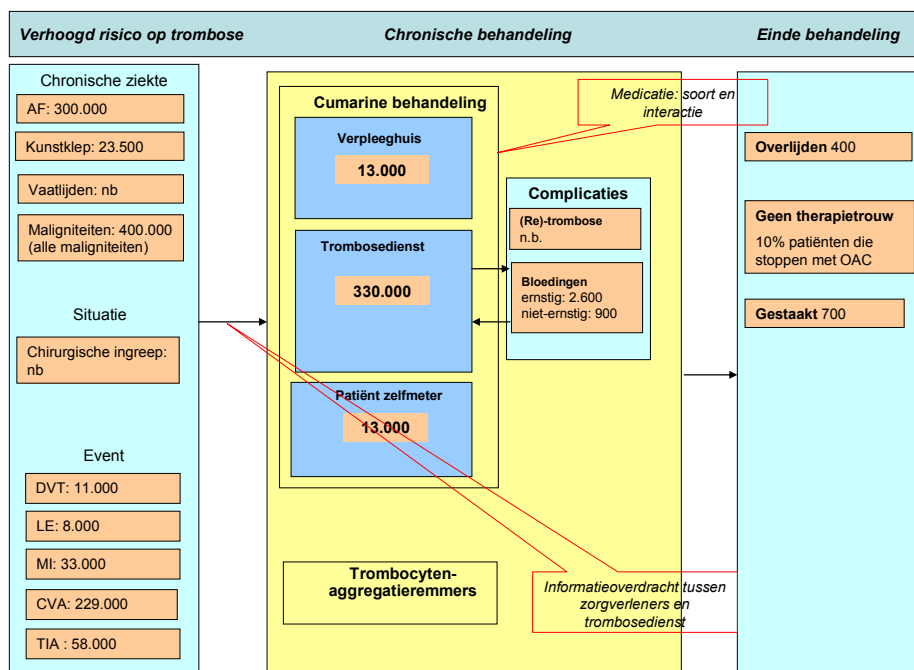 Verhoogd risico op trombose
Chronische behandeling
Einde behandeling
Chronische ziekte
AF: 300.000
Kunstklep: 23.500
Vaatlijden: nb
Maligniteiten: 400.000
(alle maligniteiten)
Situatie
Chirurgische ingreep:
nb
Event
DVT: 11.000
LE: 8.000
MI: 33.000
CVA: 229.000
TIA : 58.000
Cumarine behandeling
Verpleeghuis
13.000
Trombosedienst
330.000
Patiënt zelfmeter
13.000
Trombocyten-
aggregatieremmers
Medicatie: soort en
interactie
Complicaties
(Re)-trombose
n.b.
Bloedingen
ernstig: 2.600
niet-ernstig: 900
Informatieoverdracht tussen
zorgverleners en
trombosedienst
Overlijden 400
Geen therapietrouw
10% patiënten die
stoppen met OAC
Gestaakt 700